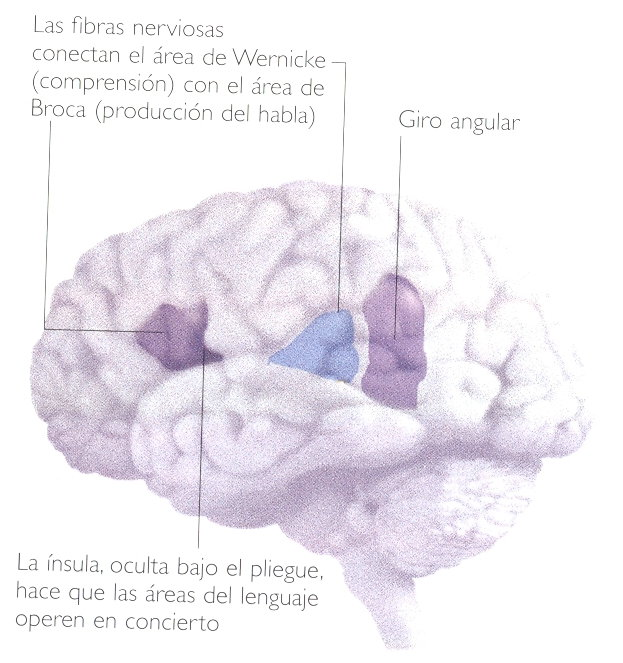 Las fibras nerviosas
conectan el área de Wernicke
(comprensión) con el área de
Broca (producción del habla)
Giro angular
La ínsula, oculta bajo el pliegue,
hace que las áreas del lenguaje
operen en concierto